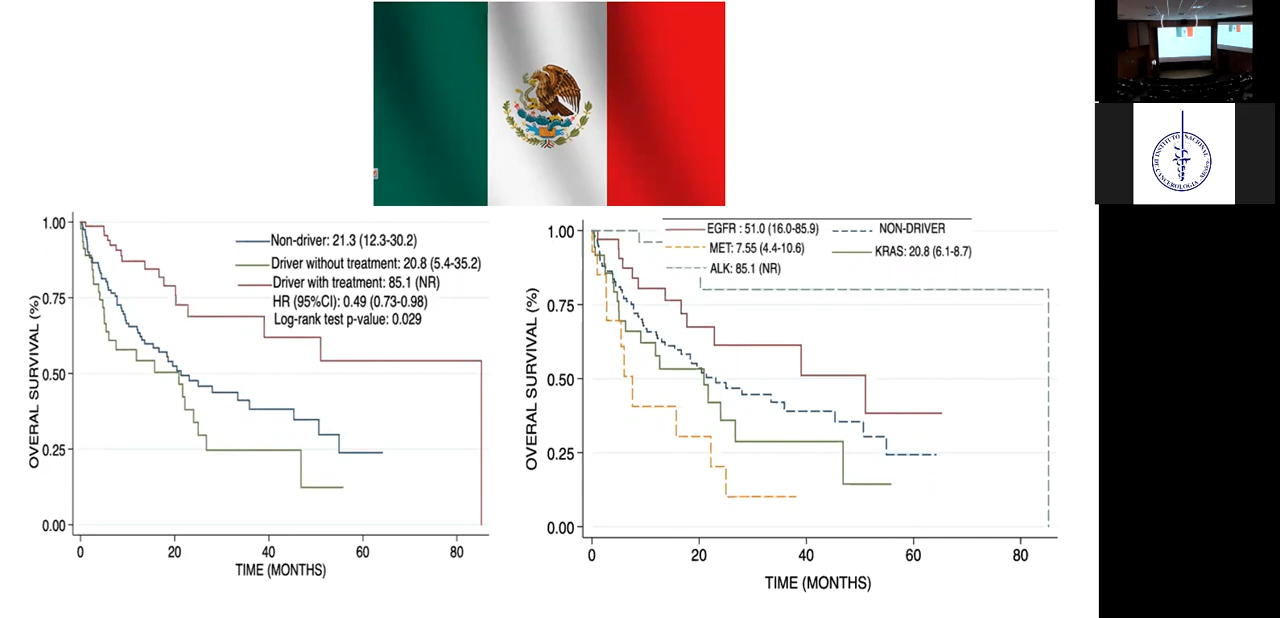 1.00
0.75
0.50
0.25
0.00
OVERAL SURVIVAL (%)
Non-driver: 21.3 (12.3-30.2)
Driver without treatment: 20.8 (5.4-35.2)
Driver with treatment: 85.1 (NR)
HR (95%CI): 0.49 (0.73-0.98)
Log-rank test p-value: 0.029
0 20 40 60 80
TIME (MONTHS)
1.00
0.75
0.50
0.25
0.00
OVERAL SURVIVAL (%)
EGFR : 51.0 (16.0-85.9)
MET: 7.55 (4.4-10.6)
ALK: 85.1 (NR)
NON-DRIVER
KRAS: 20.8 (6.1-8.7)
0 20 40 60 80
TIME (MONTHS)
INSTITUTO NACIONAL
DE CANCEROLOGIA